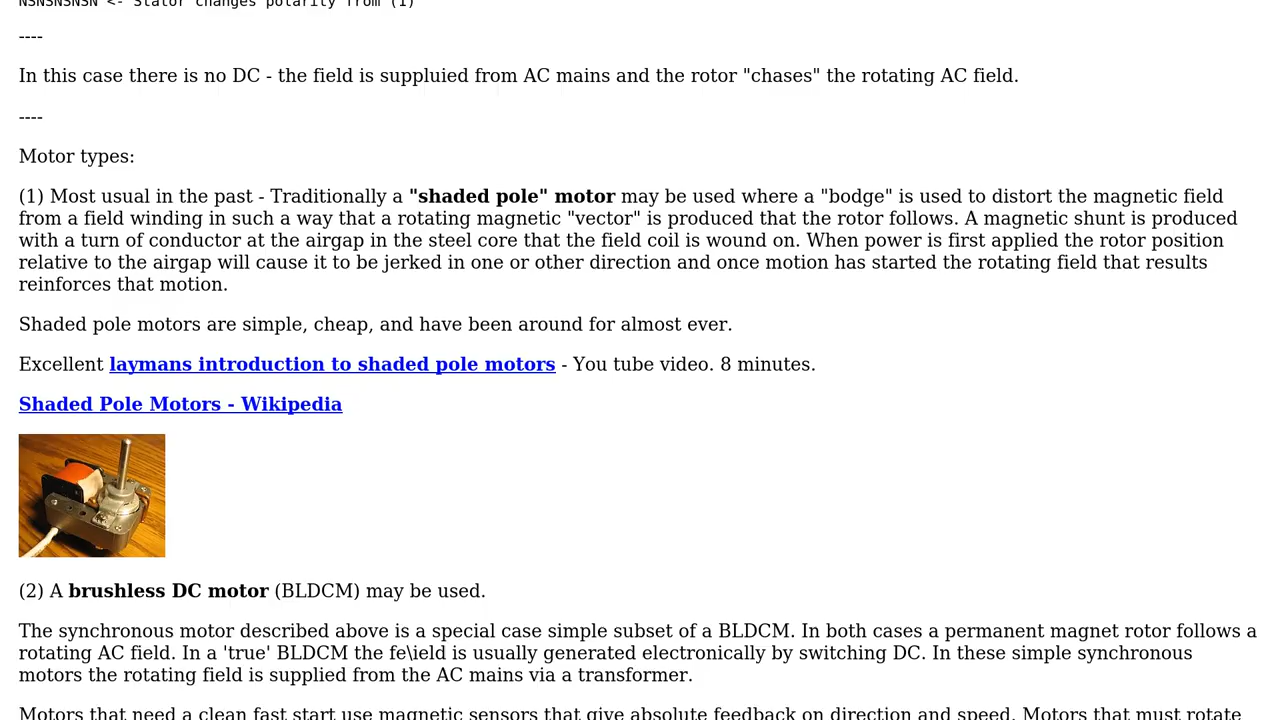 NSNSNSNSN <- Stator changes polarity from (1)
----
In this case there is no DC - the field is suppluied from AC mains and the rotor "chases" the rotating AC field.
----
Motor types:
(1) Most usual in the past - Traditionally a "shaded pole" motor may be used where a "bodge" is used to distort the magnetic field
from a field winding in such a way that a rotating magnetic "vector" is produced that the rotor follows. A magnetic shunt is produced
with a turn of conductor at the airgap in the steel core that the field coil is wound on. When power is first applied the rotor position
relative to the airgap will cause it to be jerked in one or other direction and once motion has started the rotating field that results
reinforces that motion.
Shaded pole motors are simple, cheap, and have been around for almost ever.
Excellent laymans introduction to shaded pole motors - You tube video. 8 minutes.
Shaded Pole Motors - Wikipedia
(2) A brushless DC motor (BLDCM) may be used.
The synchronous motor described above is a special case simple subset of a BLDCM. In both cases a permanent magnet rotor follows a
rotating AC field. In a 'true' BLDCM the fe\ield is usually generated electronically by switching DC. In these simple synchronous
motors the rotating field is supplied from the AC mains via a transformer.
Motors that need a clean fast start use magnetic sensors that give absolute feedback on direction and speed. Motors that must rotate